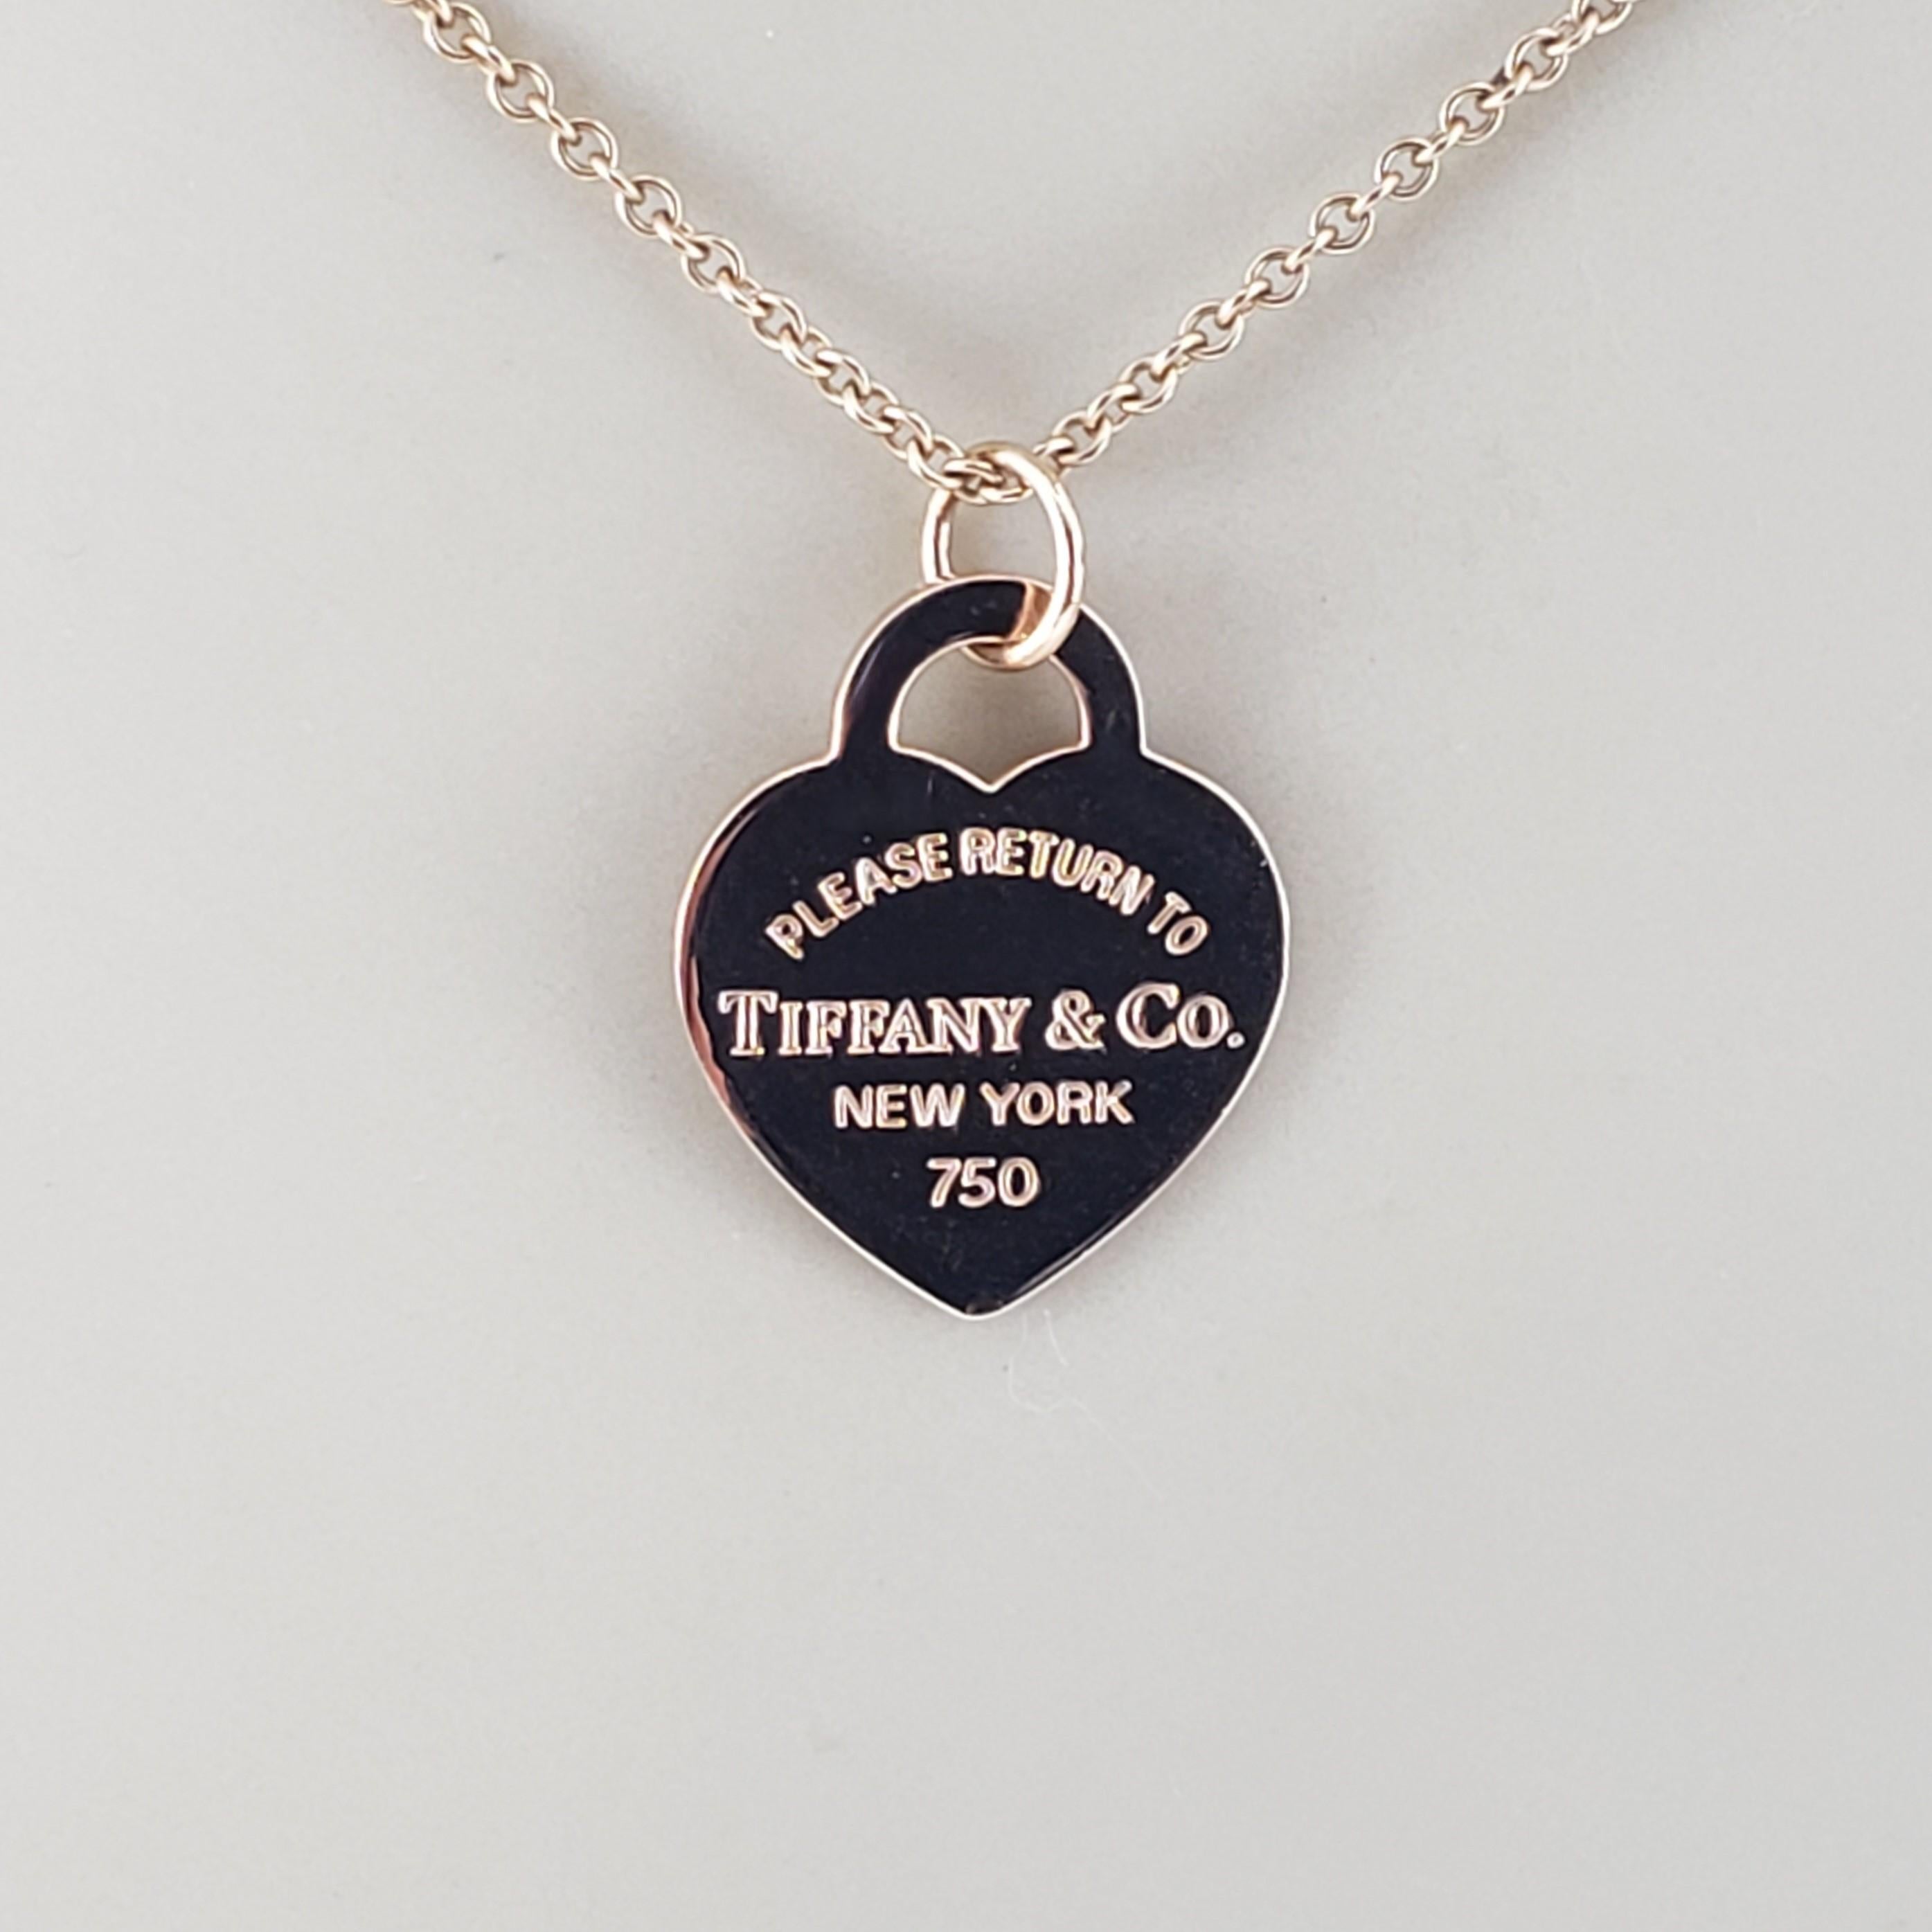 PLEASE RETURN TO
TIFFANY & CO.
NEW YORK
750